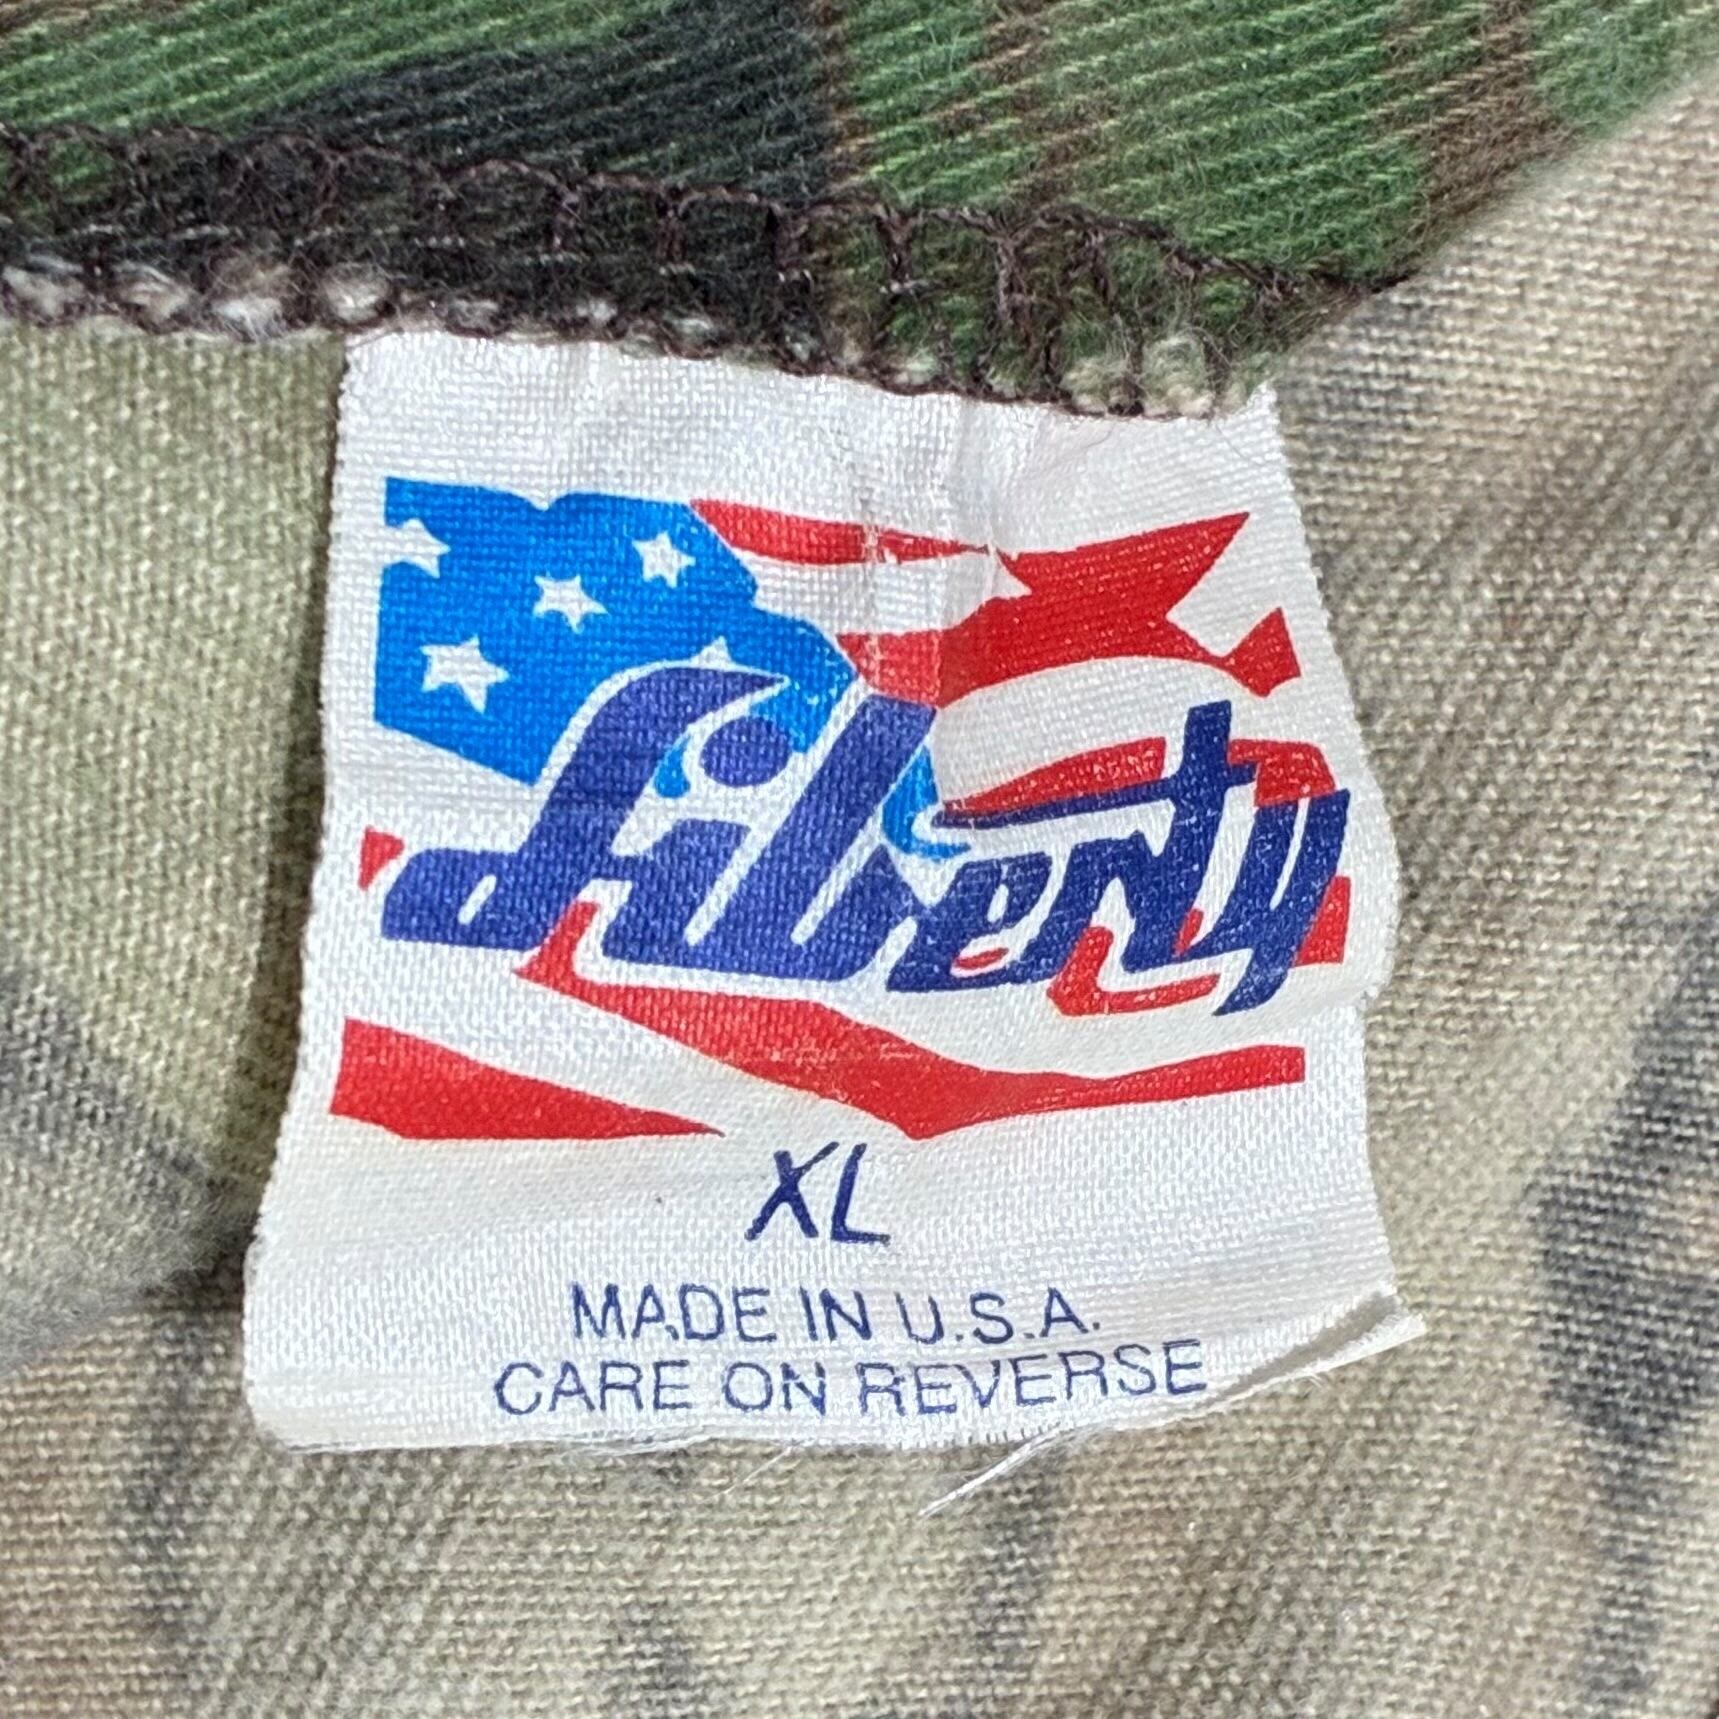 Liberty
XL
MADE IN U.S.A.
CARE ON REVERSE